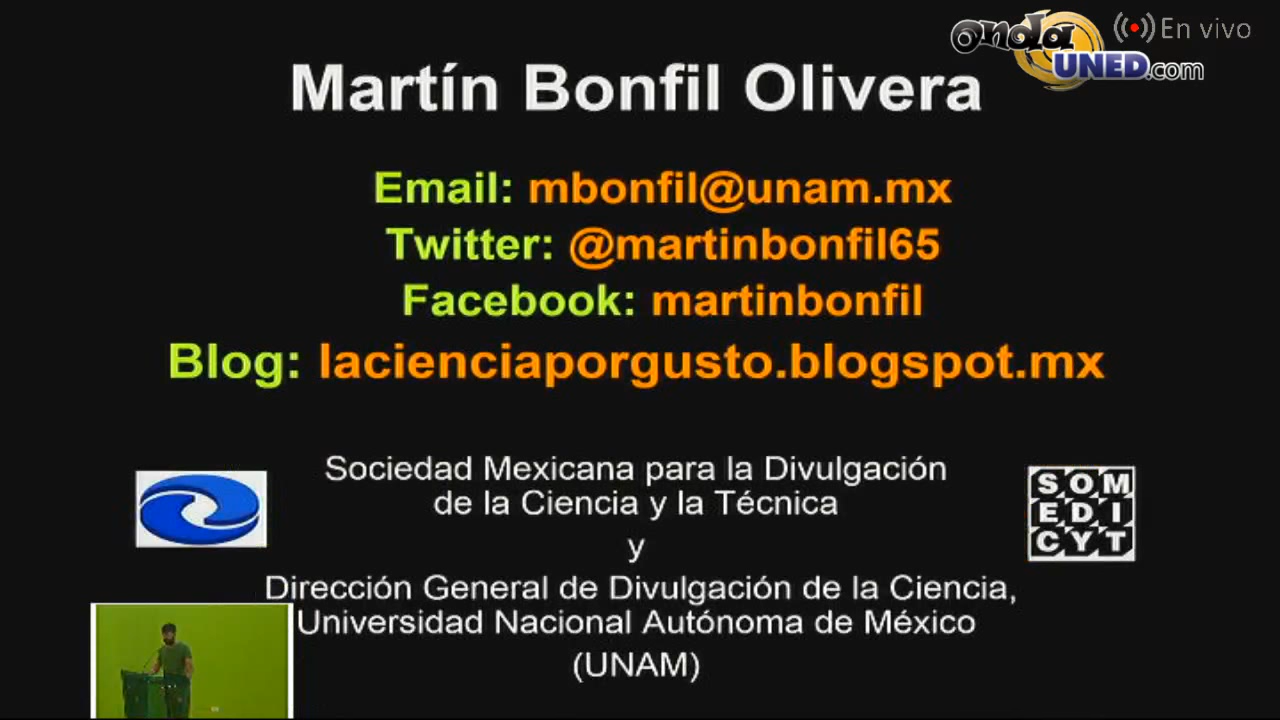 onda UNED.com
En vivo
Martín Bonfil Olivera
Email: mbonfil@unam.mx
Twitter: @martinbonfil65
Facebook: martinbonfil
Blog: lacienciaporgusto.blogspot.mx
Sociedad Mexicana para la Divulgación
de la Ciencia y la Técnica
y
Dirección General de Divulgación de la Ciencia,
Universidad Nacional Autónoma de México
(UNAM)
SOM
EDI
CYT